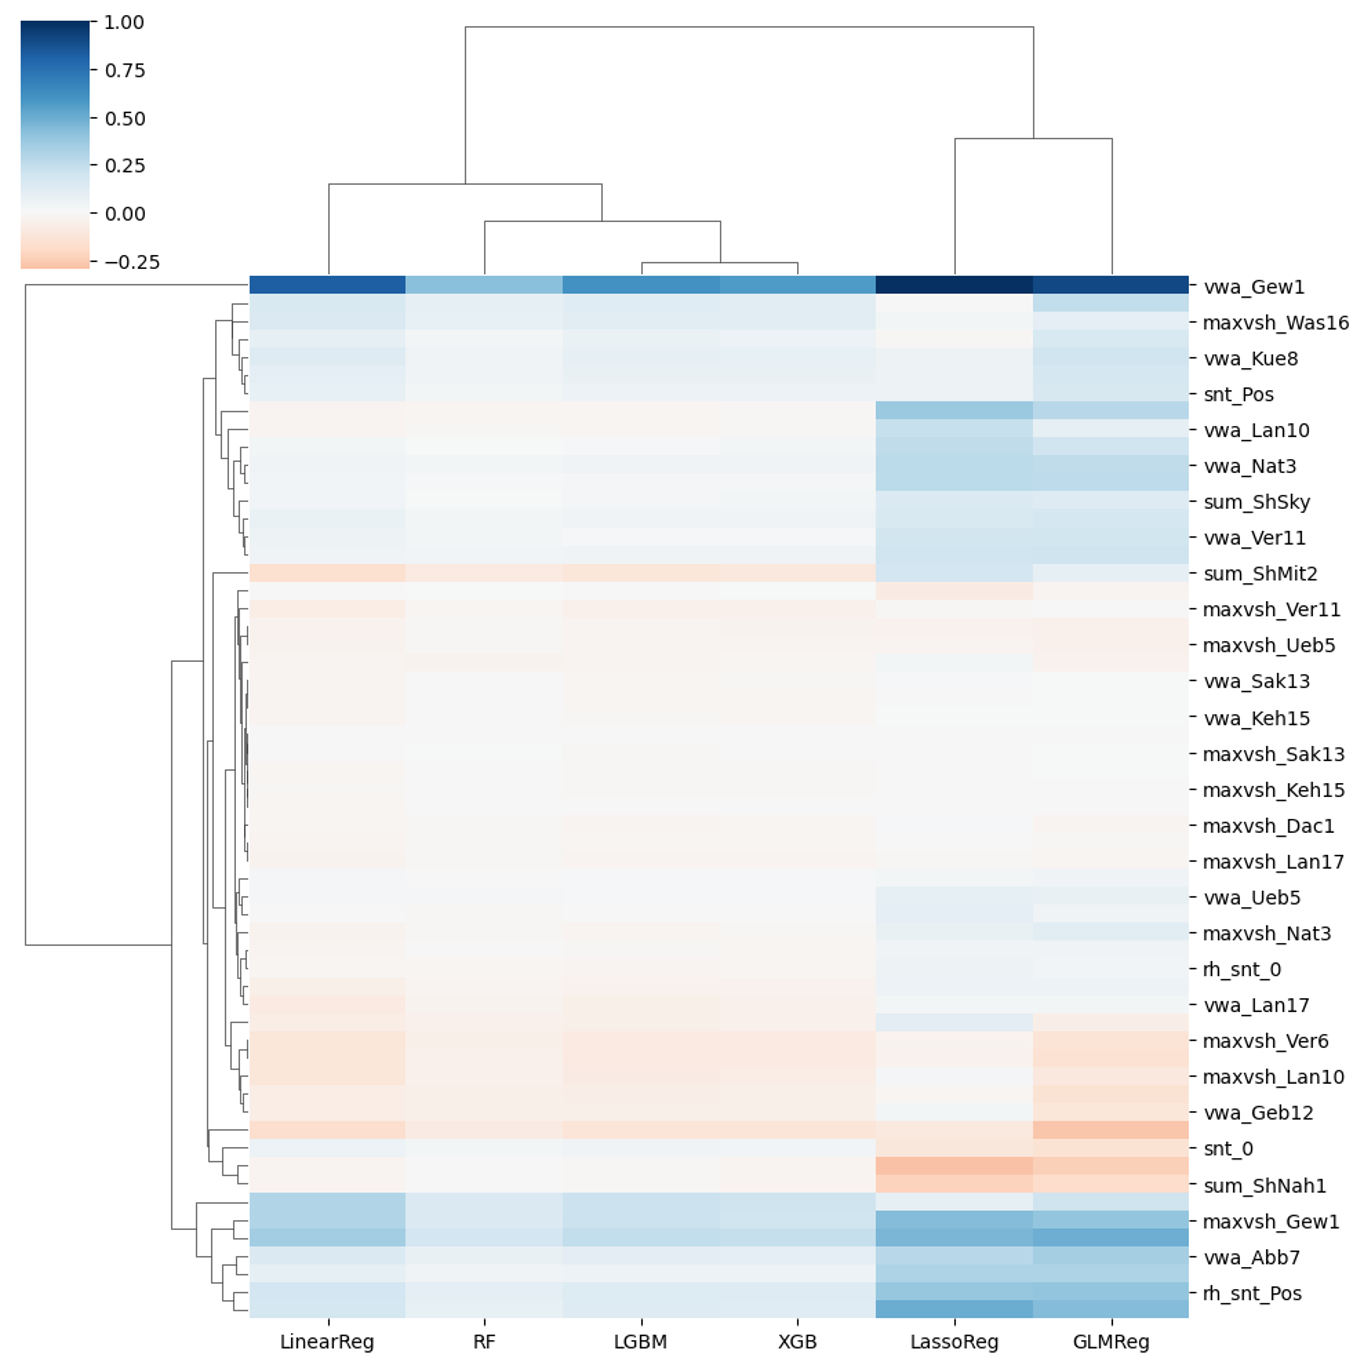 1.00
0.75
0.50
0.25
0.00
−0.25
vwa_Gew1
maxvsh_Was16
vwa_Kue8
snt_Pos
vwa_Lan10
vwa_Nat3
sum_ShSky
vwa_Ver11
sum_ShMit2
maxvsh_Ver11
maxvsh_Ueb5
vwa_Sak13
vwa_Keh15
maxvsh_Sak13
maxvsh_Keh15
maxvsh_Dac1
maxvsh_Lan17
vwa_Ueb5
maxvsh_Nat3
rh_snt_0
vwa_Lan17
maxvsh_Ver6
maxvsh_Lan10
vwa_Geb12
snt_0
sum_ShNah1
maxvsh_Gew1
vwa_Abb7
rh_snt_Pos
LinearReg RF LGBM XGB LassoReg GLMReg